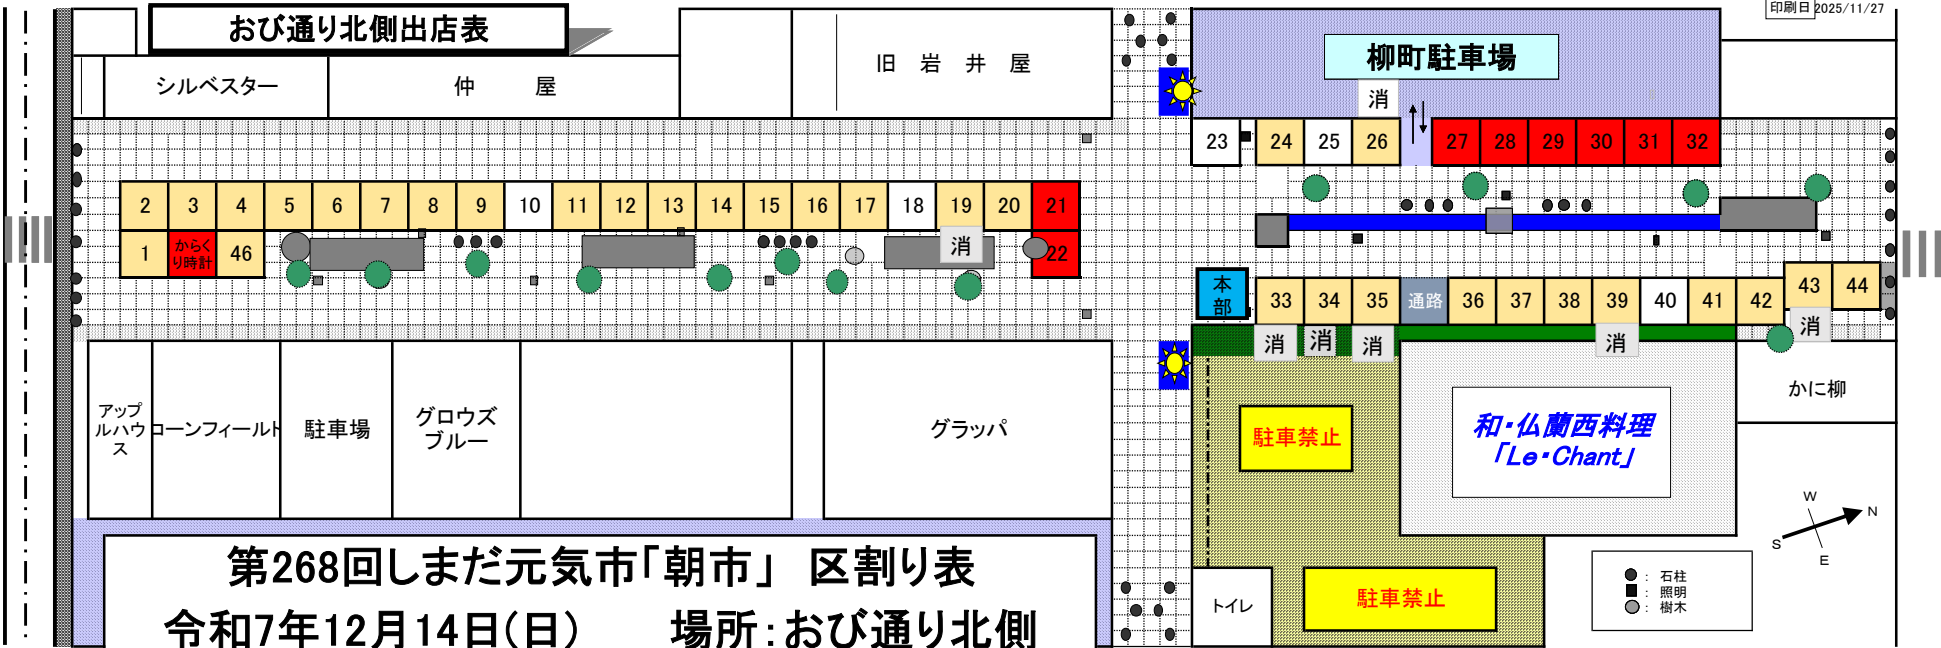 印刷日 2025/11/27
おび通り北側出店表
シルベスター
仲　屋
旧 岩 井 屋
柳町駐車場
消
23 24 25 26 27 28 29 30 31 32
2 3 4 5 6 7 8 9 10 11 12 13 14 15 16 17 18 19 20 21
1 からく
り時計 46
消
22
本
部
33 34 35 通路 36 37 38 39 40 41 42 43 44
消 消 消 消 消
アップ
ルハウ
ス
コーンフィールド
駐車場
グロウズ
ブルー
グラッパ
駐車禁止
和・仏蘭西料理
「Le・Chant」
かに柳
W
N
S
E
第268回しまだ元気市「朝市」 区割り表
令和7年12月14日(日)　場所：おび通り北側
トイレ
駐車禁止
： 石柱
： 照明
： 樹木